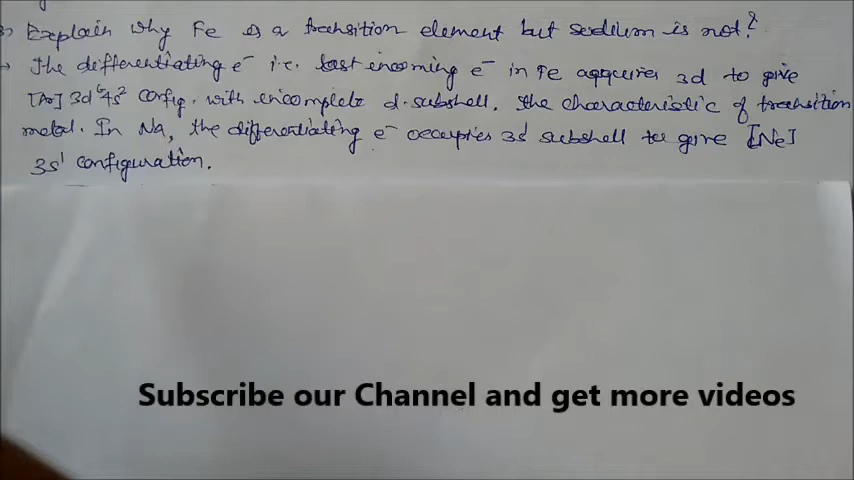 Explain why Fe is a transition element but sodium is not?
→ The differentiating e⁻ i.e. last incoming e⁻ in Fe acquires 3d to give
[Ar] 3d⁶4s² config. with incomplete d-subshell, the characteristic of transition
metal. In Na, the differentiating e⁻ occupies 3s¹ subshell to give [Ne]
3s¹ configuration.
Subscribe our Channel and get more videos